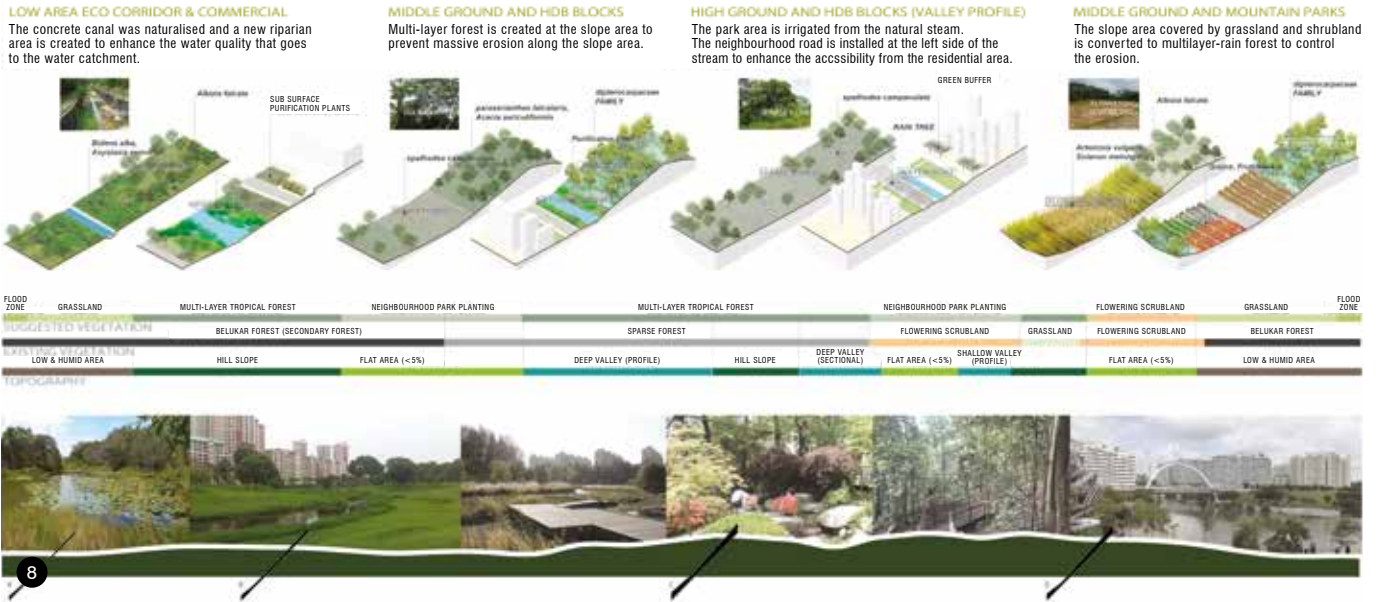 LOW AREA ECO CORRIDOR & COMMERCIAL
The concrete canal was naturalised and a new riparian
area is created to enhance the water quality that goes
to the water catchment.
MIDDLE GROUND AND HDB BLOCKS
Multi-layer forest is created at the slope area to
prevent massive erosion along the slope area.
HIGH GROUND AND HDB BLOCKS (VALLEY PROFILE)
The park area is irrigated from the natural steam.
The neighbourhood road is installed at the left side of the
stream to enhance the accssibility from the residential area.
MIDDLE GROUND AND MOUNTAIN PARKS
The slope area covered by grassland and shrubland
is converted to multilayer-rain forest to control
the erosion.
SUB SURFACE
PURIFICATION PLANTS
GREEN BUFFER
RAIN TREE
FLOOD
ZONE
GRASSLAND
MULTI-LAYER TROPICAL FOREST
NEIGHBOURHOOD PARK PLANTING
MULTI-LAYER TROPICAL FOREST
NEIGHBOURHOOD PARK PLANTING
FLOWERING SCRUBLAND
GRASSLAND
FLOOD
ZONE
SUGGESTED VEGETATION
BELUKAR FOREST (SECONDARY FOREST)
SPARSE FOREST
FLOWERING SCRUBLAND
GRASSLAND
FLOWERING SCRUBLAND
BELUKAR FOREST
EXISTING VEGETATION
LOW & HUMID AREA
HILL SLOPE
FLAT AREA (<5%)
DEEP VALLEY (PROFILE)
HILL SLOPE
DEEP VALLEY
(SECTIONAL)
FLAT AREA (<5%)
SHALLOW VALLEY
(PROFILE)
FLAT AREA (<5%)
LOW & HUMID AREA
TOPOGRAPHY
8